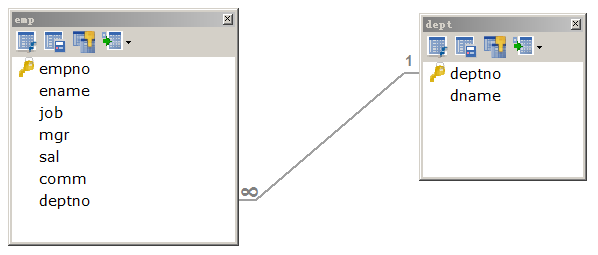 emp
empno
ename
job
mgr
sal
comm
deptno
∞
1
dept
deptno
dname